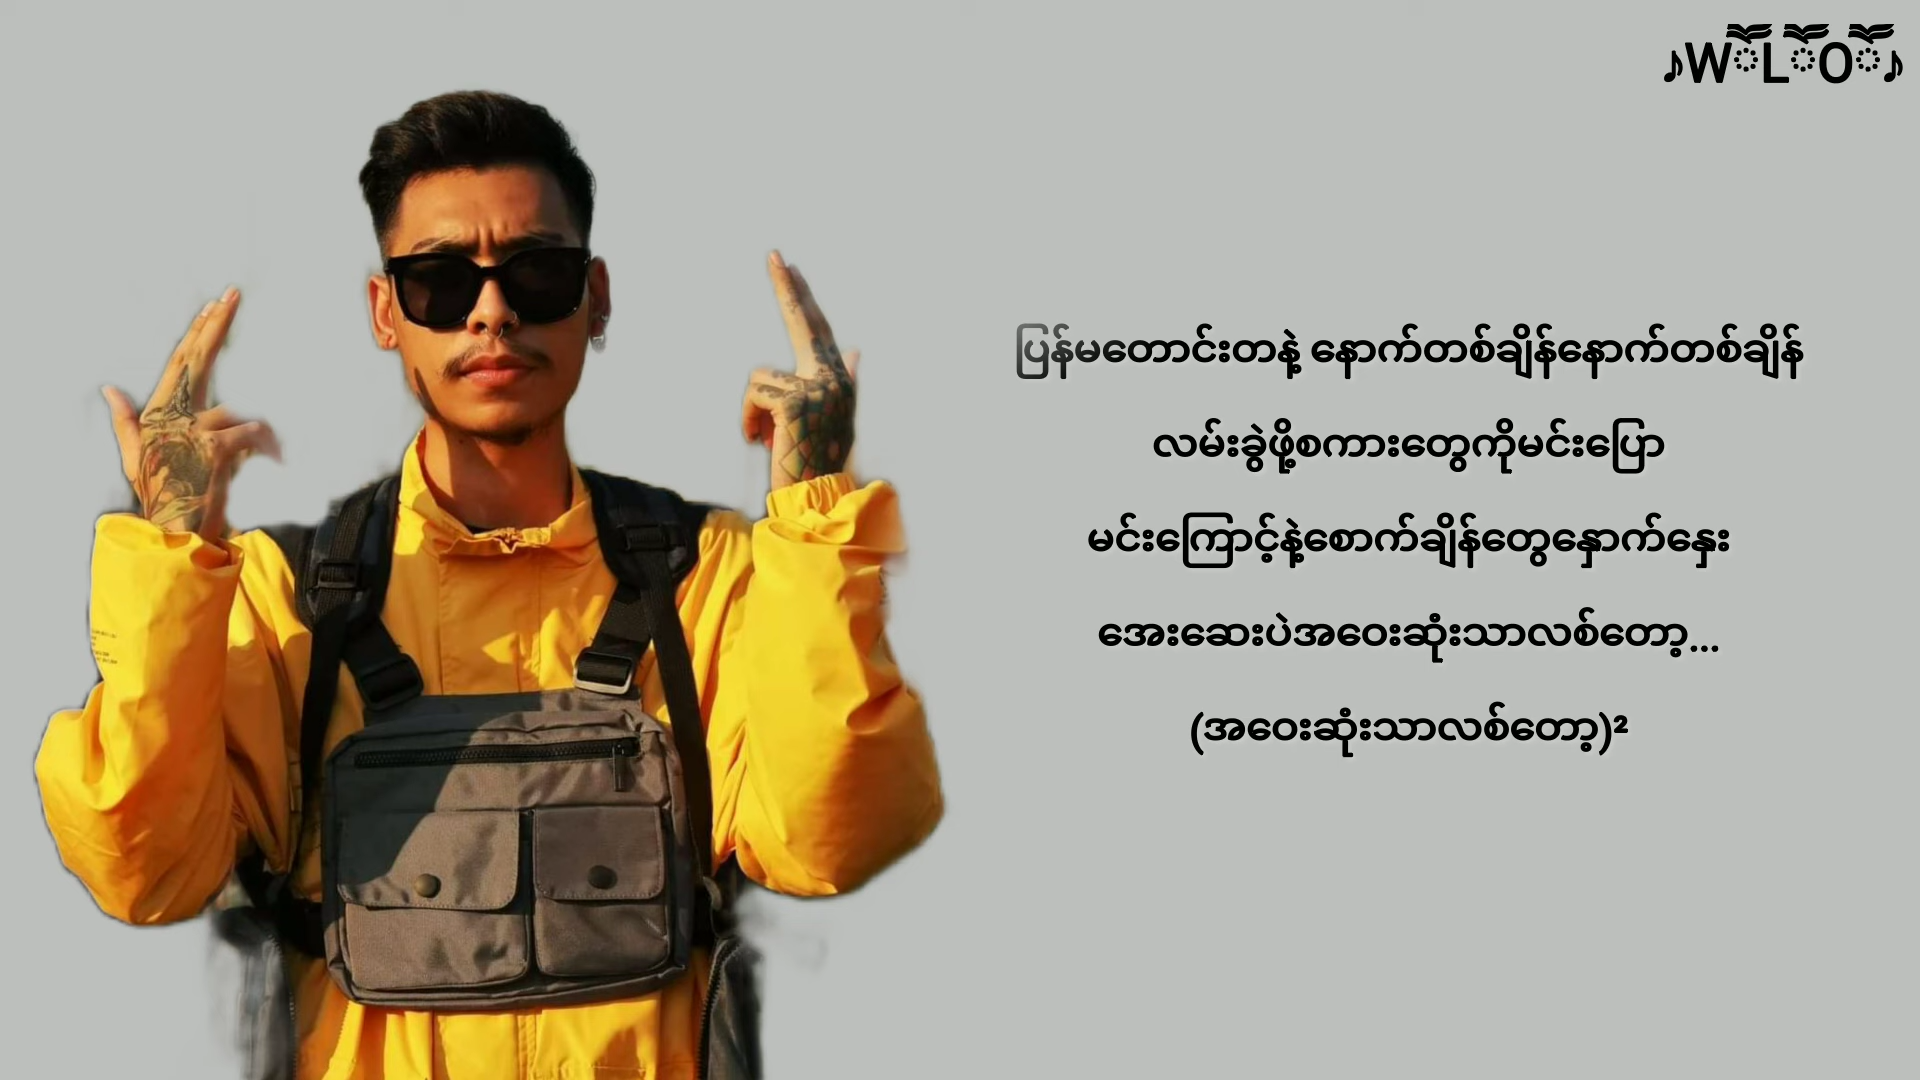 ♪WལོLོOོ♪
ပြန်မတောင်းတနဲ့ နောက်တစ်ချိန်နောက်တစ်ချိန်
လမ်းခွဲဖို့စကားတွေကိုမင်းပြော
မင်းကြောင့်နဲ့စောက်ချိန်တွေနှောက်နှေး
အေးဆေးပဲအဝေးဆုံးသာလစ်တော့...
(အဝေးဆုံးသာလစ်တော့)²